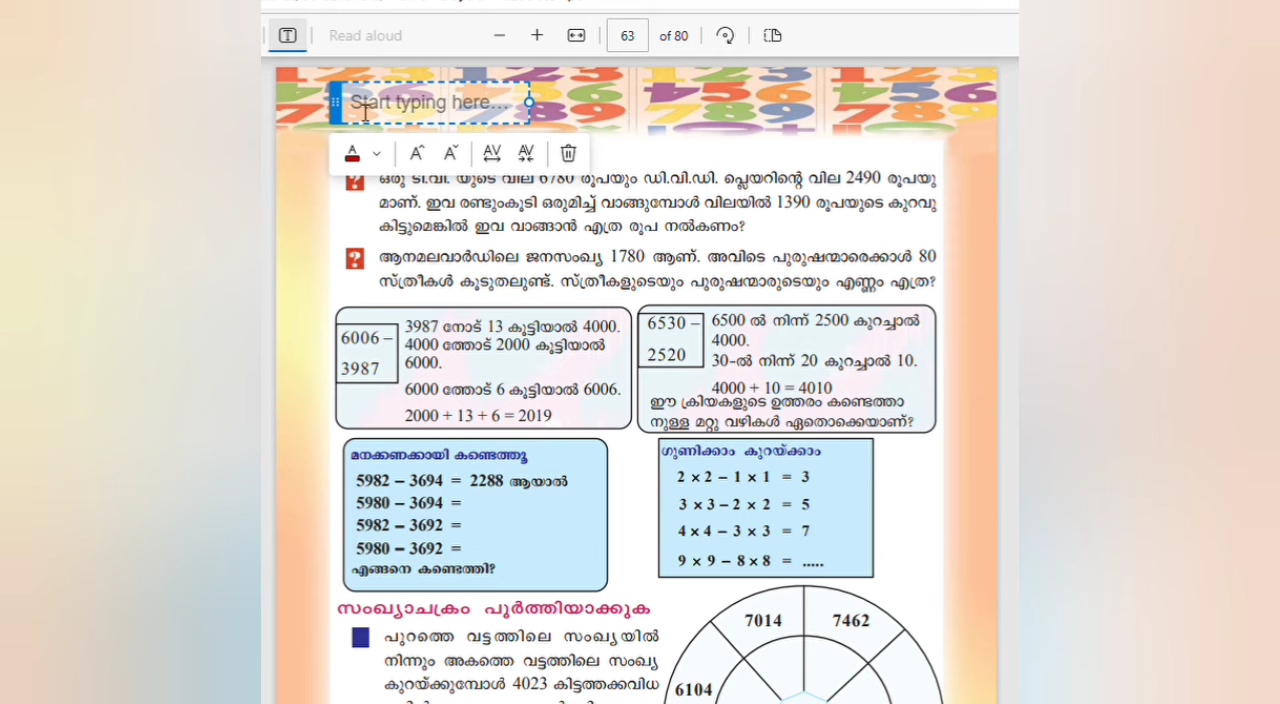 Read aloud
63 of 80
Start typing here...
ഒരു ടി.വി. യുടെ വില 6780 രൂപയും ഡി.വി.ഡി. പ്ലെയറിന്റെ വില 2490 രൂപയു
മാണ്. ഇവ രണ്ടുംകൂടി ഒരുമിച്ച് വാങ്ങുമ്പോൾ വിലയിൽ 1390 രൂപയുടെ കുറവു
കിട്ടുമെങ്കിൽ ഇവ വാങ്ങാൻ എത്ര രൂപ നൽകണം?
ആനമലവാർഡിലെ ജനസംഖ്യ 1780 ആണ്. അവിടെ പുരുഷന്മാരെക്കാൾ 80
സ്ത്രീകൾ കൂടുതലുണ്ട്. സ്ത്രീകളുടെയും പുരുഷന്മാരുടെയും എണ്ണം എത്ര?
6006 –
3987
3987 നോട് 13 കൂട്ടിയാൽ 4000.
4000 ത്തോട് 2000 കൂട്ടിയാൽ
6000.
6000 ത്തോട് 6 കൂട്ടിയാൽ 6006.
2000 + 13 + 6 = 2019
6530 –
2520
6500 ൽ നിന്ന് 2500 കുറച്ചാൽ
4000.
30-ൽ നിന്ന് 20 കുറച്ചാൽ 10.
4000 + 10 = 4010
ഈ ക്രിയകളുടെ ഉത്തരം കണ്ടെത്താ
നുള്ള മറ്റു വഴികൾ ഏതൊക്കെയാണ്?
മനക്കണക്കായി കണ്ടെത്തൂ
5982 – 3694 = 2288 ആയാൽ
5980 – 3694 =
5982 – 3692 =
5980 – 3692 =
എങ്ങനെ കണ്ടെത്തി?
ഗുണിക്കാം കുറയ്ക്കാം
2 × 2 – 1 × 1 = 3
3 × 3 – 2 × 2 = 5
4 × 4 – 3 × 3 = 7
9 × 9 – 8 × 8 = .....
സംഖ്യാചക്രം പൂർത്തിയാക്കുക
പുറത്തെ വട്ടത്തിലെ സംഖ്യയിൽ
നിന്നും അകത്തെ വട്ടത്തിലെ സംഖ്യ
കുറയ്ക്കുമ്പോൾ 4023 കിട്ടത്തക്കവിധ
7014
7462
6104